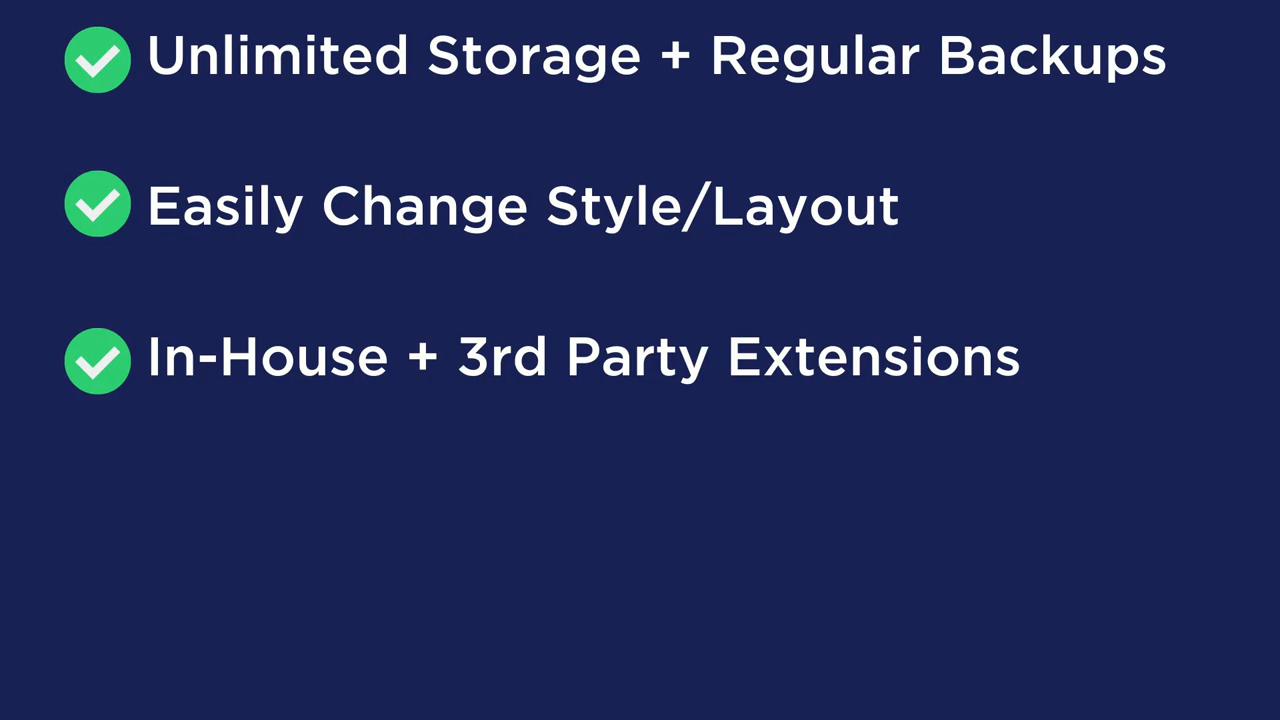 Unlimited Storage + Regular Backups
Easily Change Style/Layout
In-House + 3rd Party Extensions